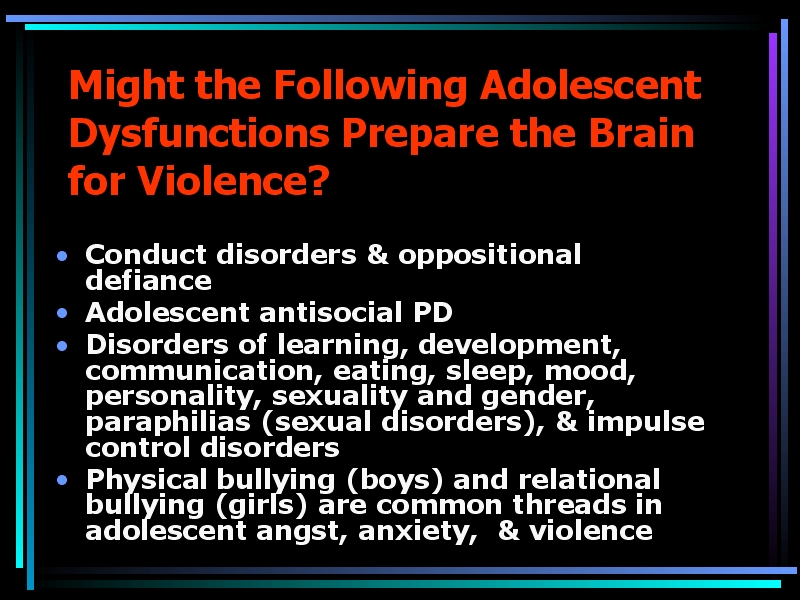 Might the Following Adolescent
Dysfunctions Prepare the Brain
for Violence?
• Conduct disorders & oppositional
defiance
• Adolescent antisocial PD
• Disorders of learning, development,
communication, eating, sleep, mood,
personality, sexuality and gender,
paraphilias (sexual disorders), & impulse
control disorders
• Physical bullying (boys) and relational
bullying (girls) are common threads in
adolescent angst, anxiety,  & violence